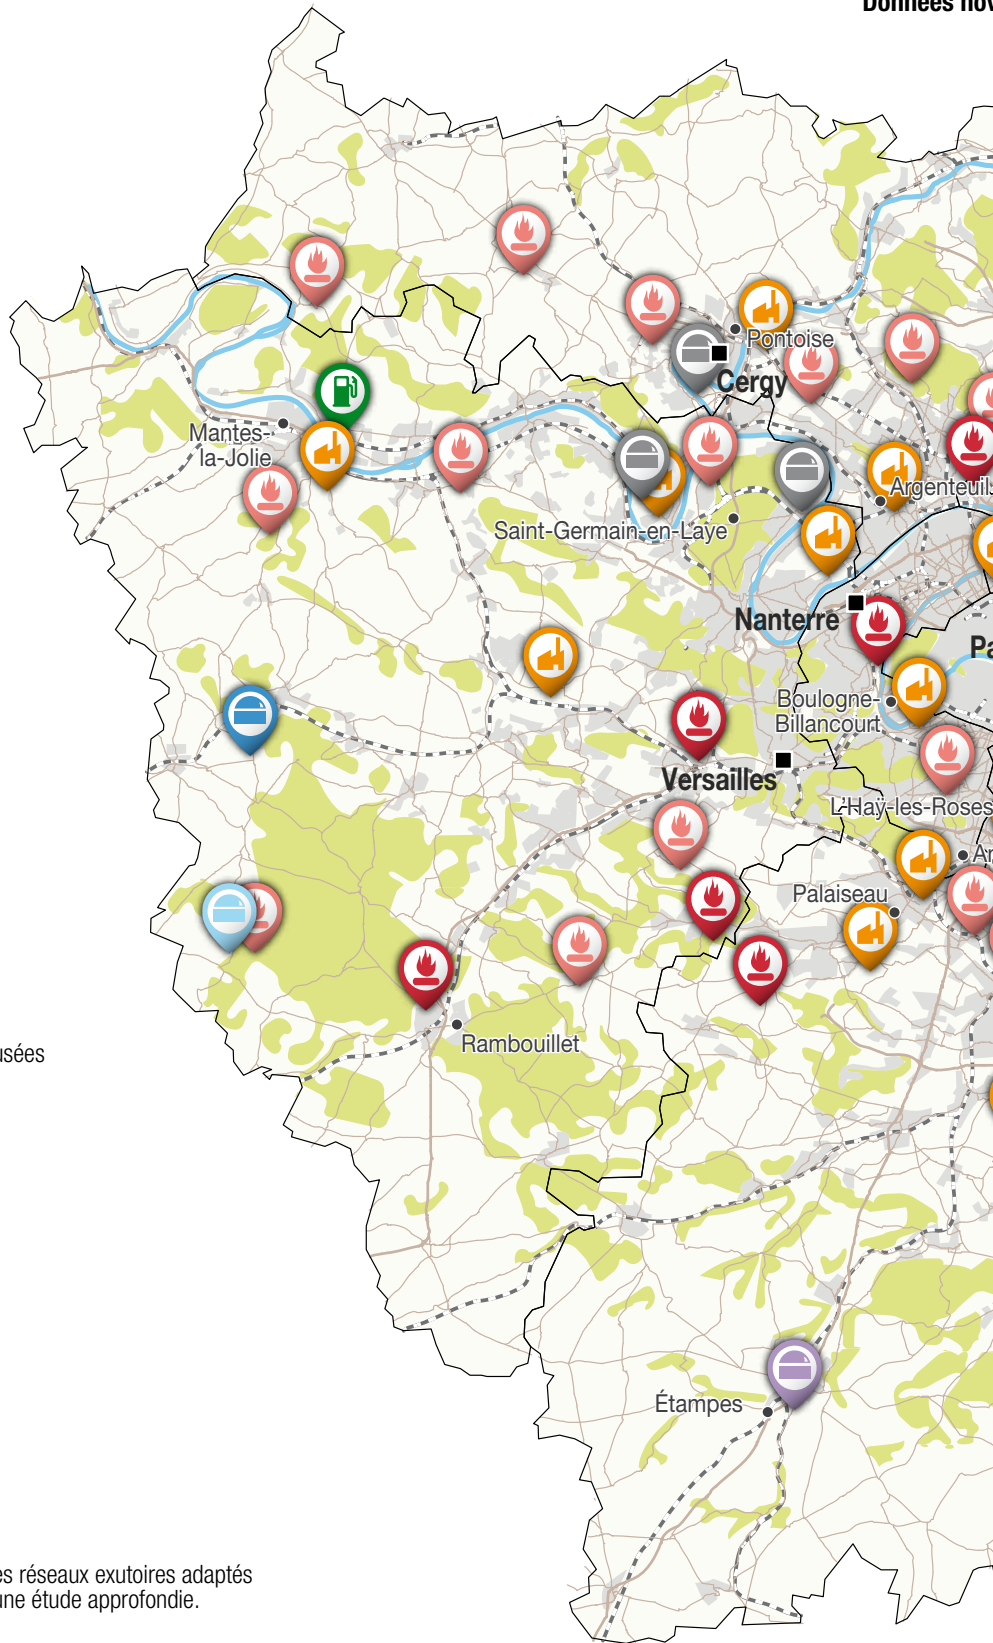 Données nov
Pontoise
Cergy
Mantes-
la-Jolie
Argenteuil
Saint-Germain-en-Laye
Nanterre
Pa
Boulogne-
Billancourt
Versailles
L'Haÿ-les-Roses
An
Palaiseau
Rambouillet
usées
Étampes
es réseaux exutoires adaptés
une étude approfondie.